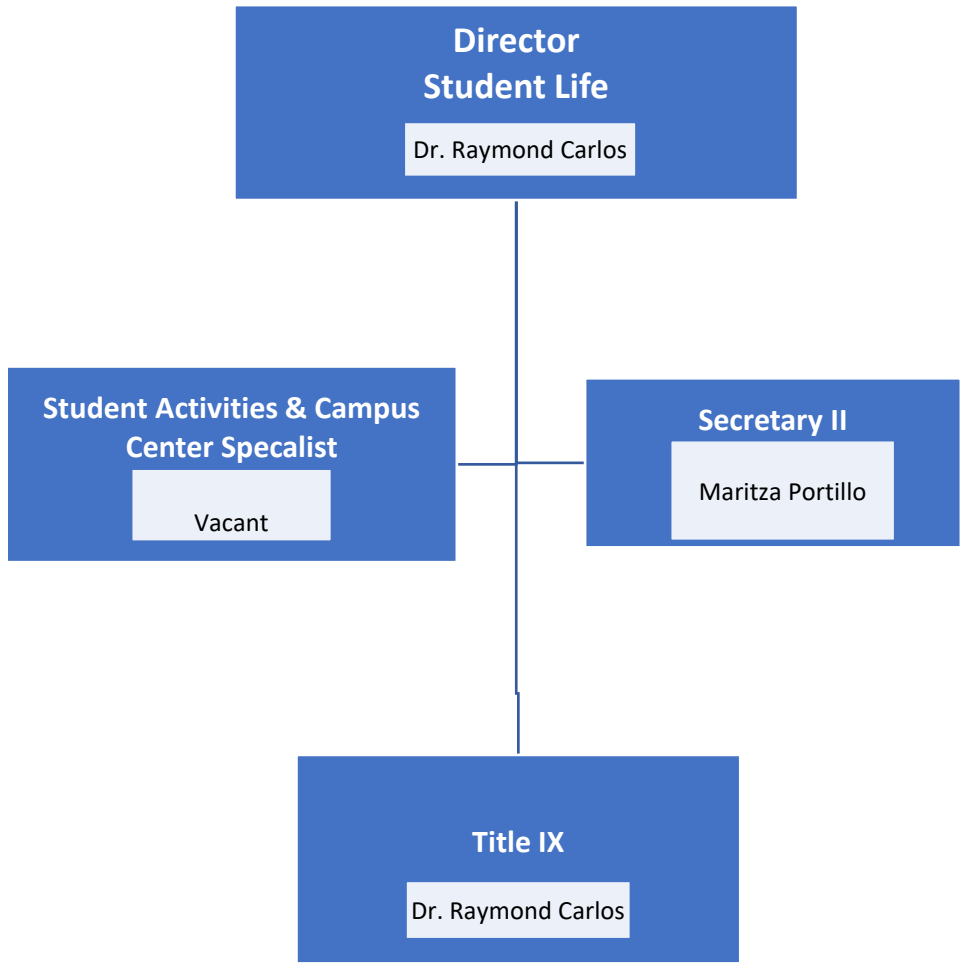 Director
Student Life
Dr. Raymond Carlos
Student Activities & Campus
Center Specalist
Vacant
Secretary II
Maritza Portillo
Title IX
Dr. Raymond Carlos